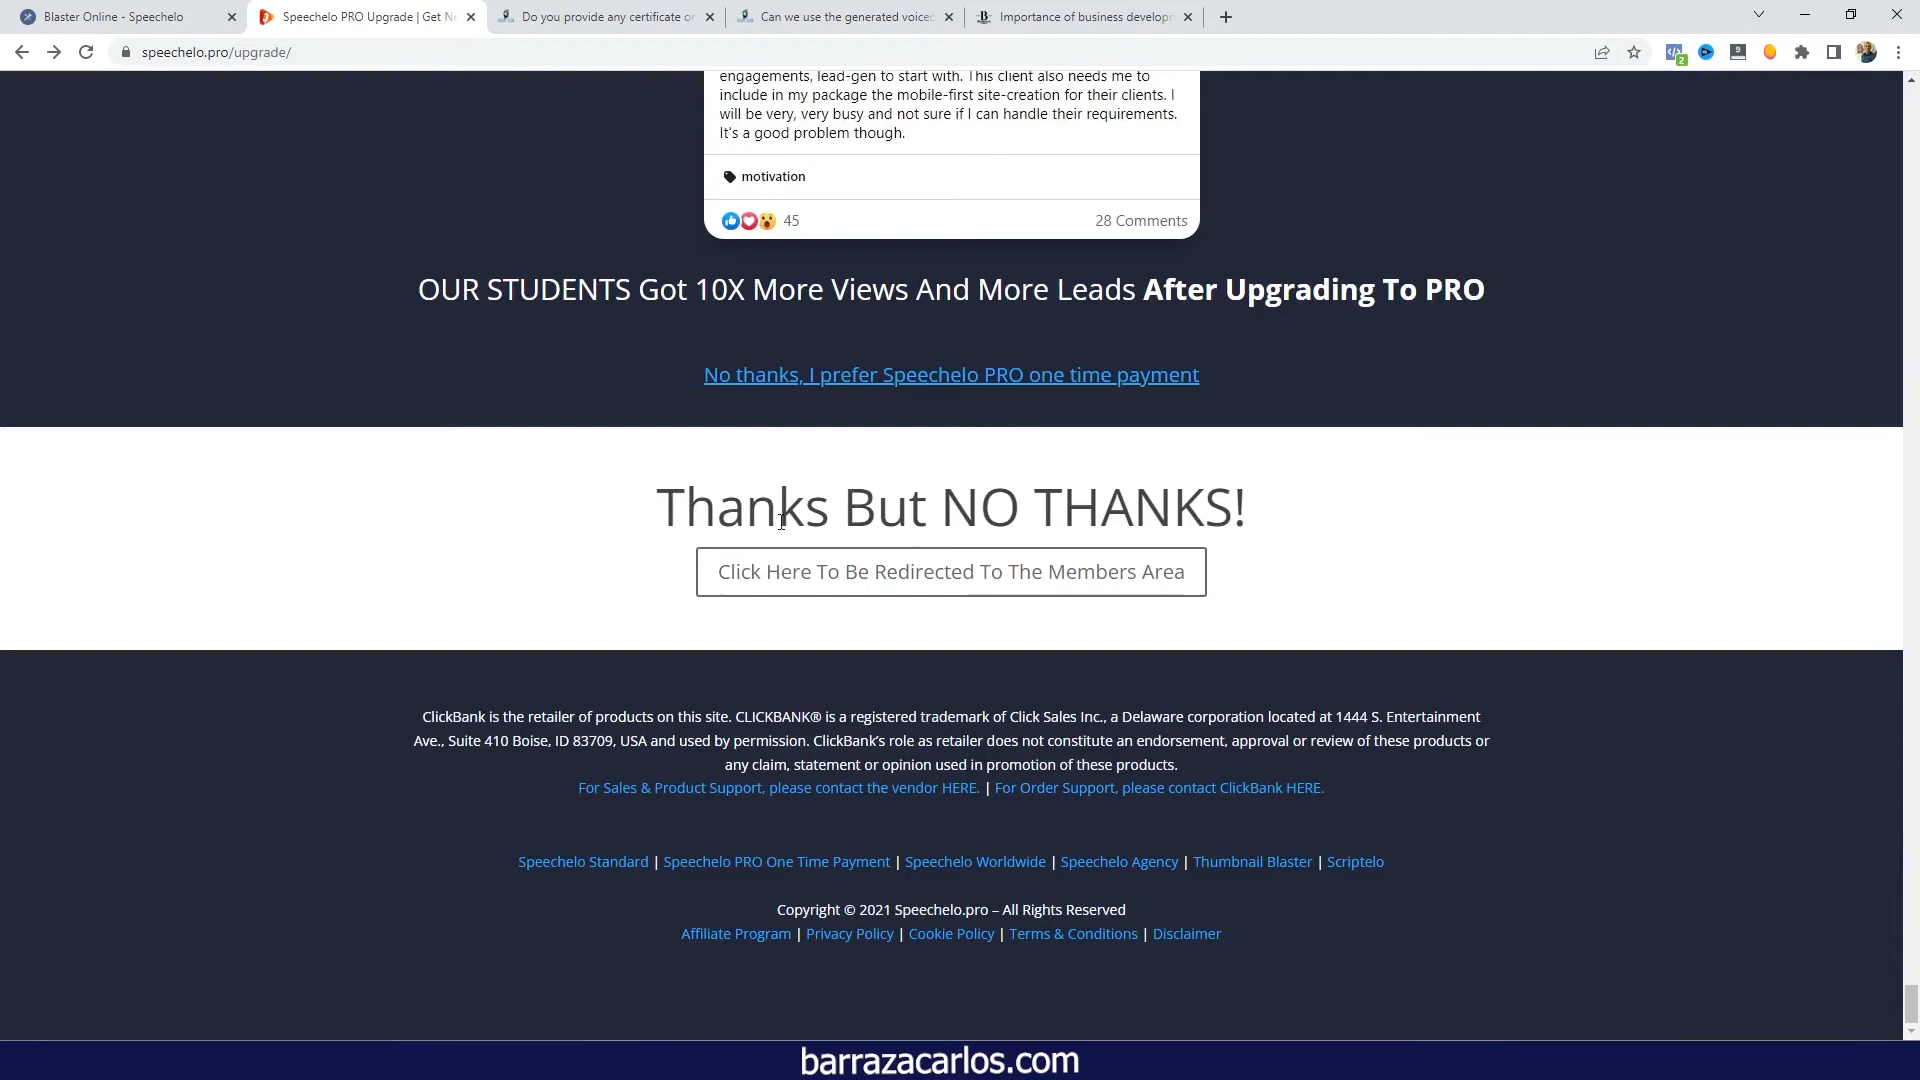 Blaster Online - Speechelo
Speechelo PRO Upgrade | Get Ne
Do you provide any certificate or
Can we use the generated voiceo
Importance of business developm
speechelo.pro/upgrade/
2
9
engagements, lead-gen to start with. This client also needs me to
include in my package the mobile-first site-creation for their clients. I
will be very, very busy and not sure if I can handle their requirements.
It's a good problem though.
motivation
45
28 Comments
OUR STUDENTS Got 10X More Views And More Leads After Upgrading To PRO
No thanks, I prefer Speechelo PRO one time payment
Thanks But NO THANKS!
Click Here To Be Redirected To The Members Area
ClickBank is the retailer of products on this site. CLICKBANK® is a registered trademark of Click Sales Inc., a Delaware corporation located at 1444 S. Entertainment
Ave., Suite 410 Boise, ID 83709, USA and used by permission. ClickBank’s role as retailer does not constitute an endorsement, approval or review of these products or
any claim, statement or opinion used in promotion of these products.
For Sales & Product Support, please contact the vendor HERE. | For Order Support, please contact ClickBank HERE.
Speechelo Standard | Speechelo PRO One Time Payment | Speechelo Worldwide | Speechelo Agency | Thumbnail Blaster | Scriptelo
Copyright © 2021 Speechelo.pro – All Rights Reserved
Affiliate Program | Privacy Policy | Cookie Policy | Terms & Conditions | Disclaimer
barrazacarlos.com